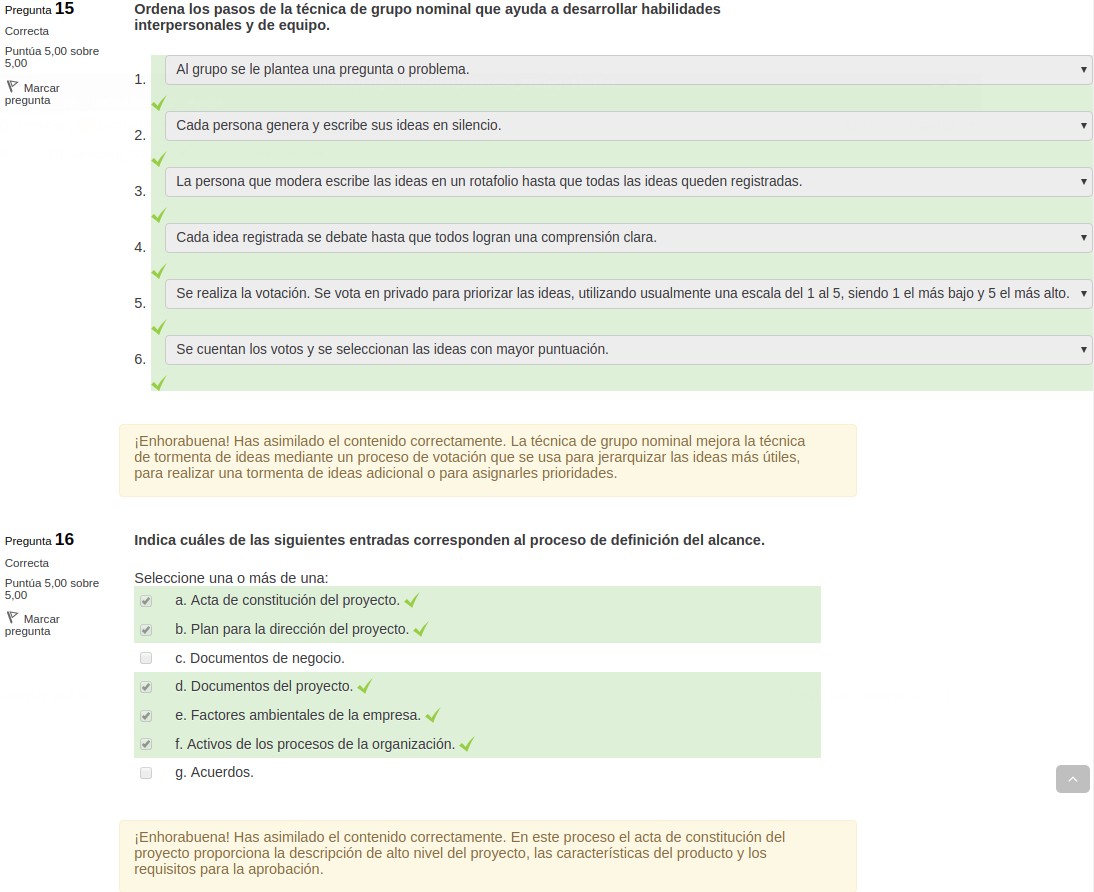 Pregunta 15
Correcta
Puntúa 5,00 sobre
5,00
Marcar
pregunta
Ordena los pasos de la técnica de grupo nominal que ayuda a desarrollar habilidades
interpersonales y de equipo.
1. Al grupo se le plantea una pregunta o problema.
2. Cada persona genera y escribe sus ideas en silencio.
3. La persona que modera escribe las ideas en un rotafolio hasta que todas las ideas queden registradas.
4. Cada idea registrada se debate hasta que todos logran una comprensión clara.
5. Se realiza la votación. Se vota en privado para priorizar las ideas, utilizando usualmente una escala del 1 al 5, siendo 1 el más bajo y 5 el más alto.
6. Se cuentan los votos y se seleccionan las ideas con mayor puntuación.
¡Enhorabuena! Has asimilado el contenido correctamente. La técnica de grupo nominal mejora la técnica
de tormenta de ideas mediante un proceso de votación que se usa para jerarquizar las ideas más útiles,
para realizar una tormenta de ideas adicional o para asignarles prioridades.
Pregunta 16
Correcta
Puntúa 5,00 sobre
5,00
Marcar
pregunta
Indica cuáles de las siguientes entradas corresponden al proceso de definición del alcance.
Seleccione una o más de una:
a. Acta de constitución del proyecto.
b. Plan para la dirección del proyecto.
c. Documentos de negocio.
d. Documentos del proyecto.
e. Factores ambientales de la empresa.
f. Activos de los procesos de la organización.
g. Acuerdos.
¡Enhorabuena! Has asimilado el contenido correctamente. En este proceso el acta de constitución del
proyecto proporciona la descripción de alto nivel del proyecto, las características del producto y los
requisitos para la aprobación.